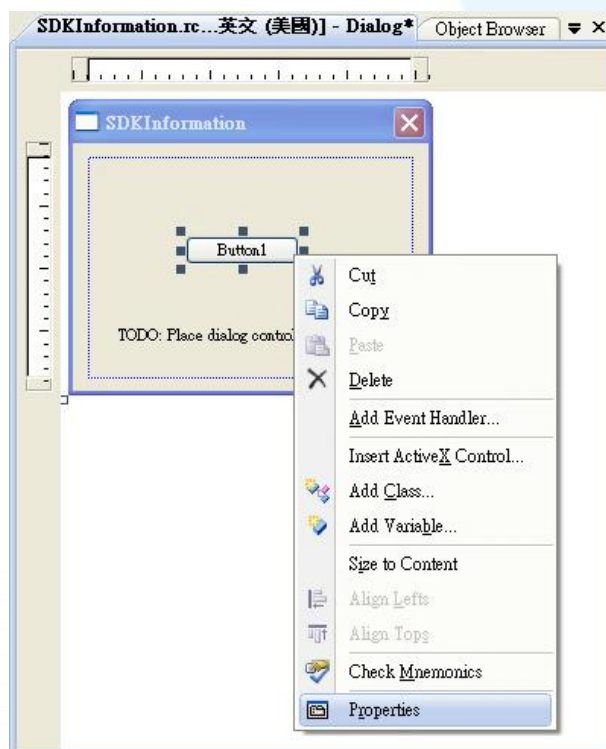 SDKInformation.rc...英文 (美國)] - Dialog* Object Browser
SDKInformation
Button1
TODO: Place dialog control
Cut
Copy
Paste
Delete
Add Event Handler...
Insert ActiveX Control...
Add Class...
Add Variable...
Size to Content
Align Lefts
Align Tops
Check Mnemonics
Properties